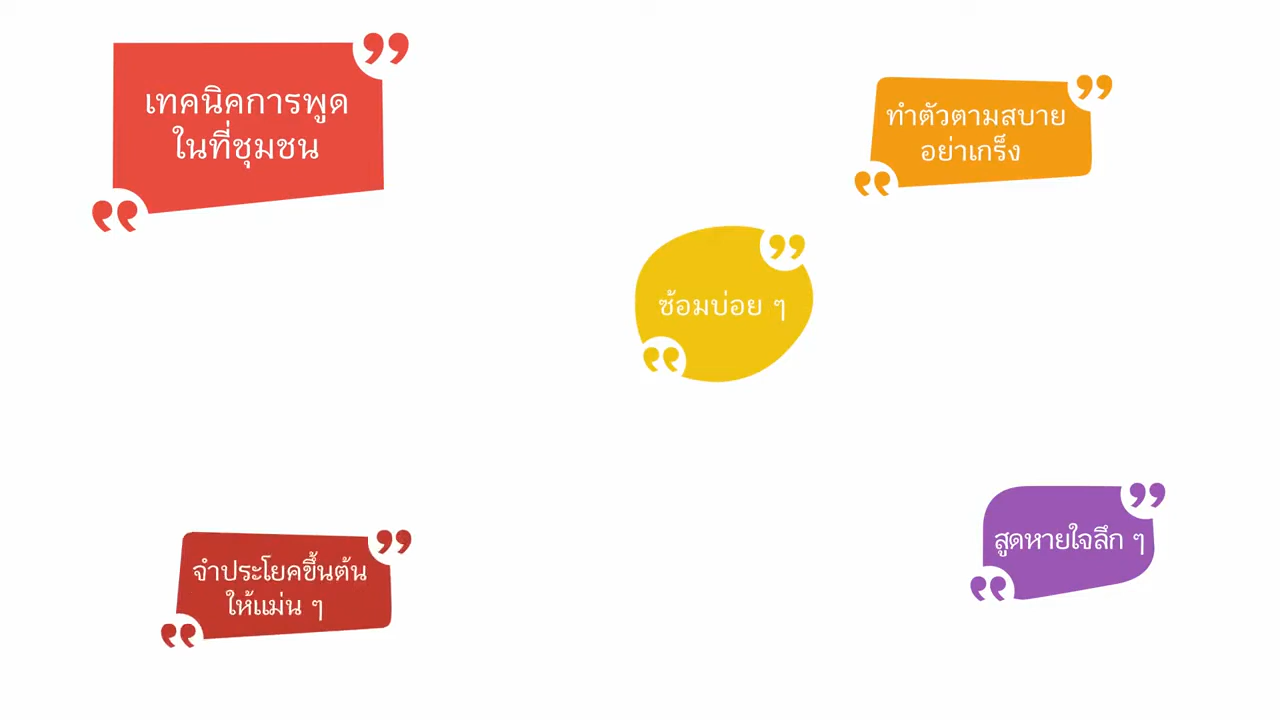 เทคนิคการพูด
ในที่ชุมชน
ทำตัวตามสบาย
อย่าเกร็ง
ซ้อมบ่อย ๆ
สูดหายใจลึก ๆ
จำประโยคขึ้นต้น
ให้แม่น ๆ